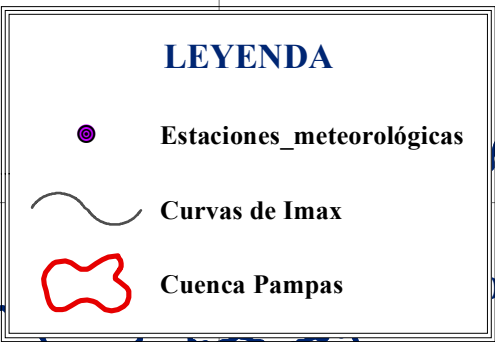 LEYENDA
Estaciones_meteorológicas
Curvas de Imax
Cuenca Pampas